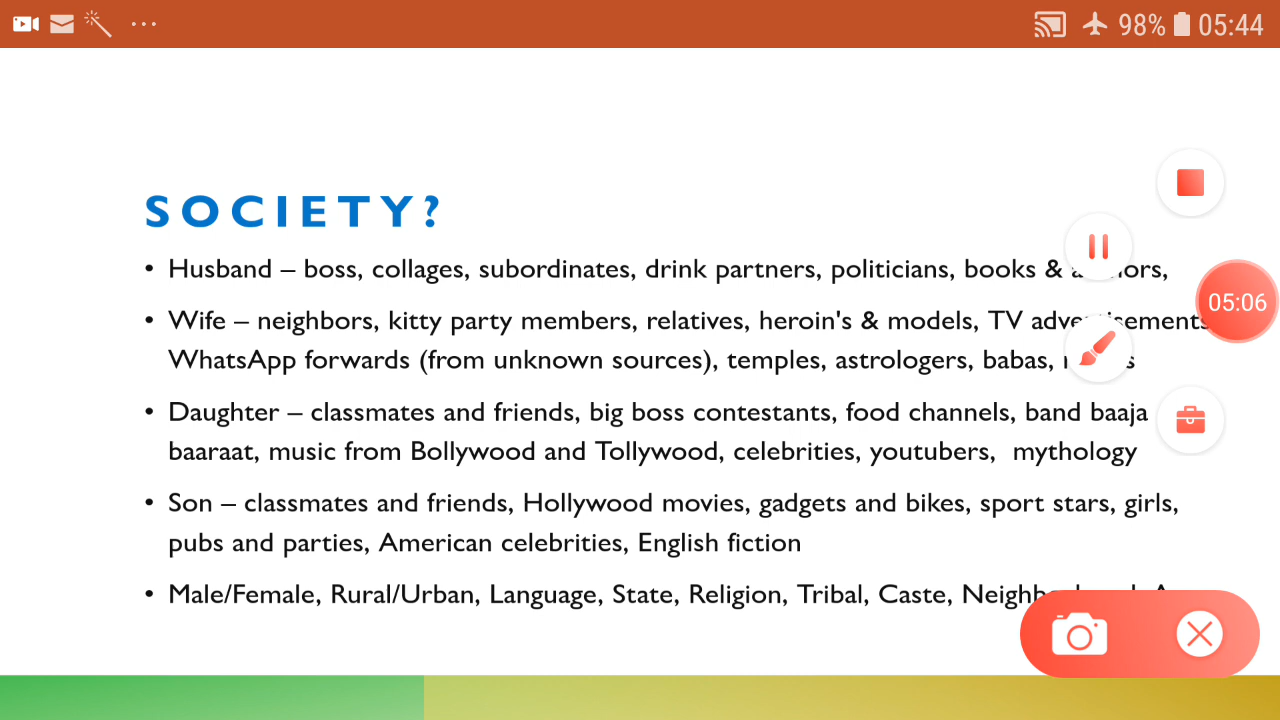 98% 05:44
SOCIETY?
• Husband – boss, collages, subordinates, drink partners, politicians, books &
• Wife – neighbors, kitty party members, relatives, heroin's & models, TV
WhatsApp forwards (from unknown sources), temples, astrologers, babas,
• Daughter – classmates and friends, big boss contestants, food channels, band baaja
baaraat, music from Bollywood and Tollywood, celebrities, youtubers, mythology
• Son – classmates and friends, Hollywood movies, gadgets and bikes, sport stars, girls,
pubs and parties, American celebrities, English fiction
• Male/Female, Rural/Urban, Language, State, Religion, Tribal, Caste,
05:06